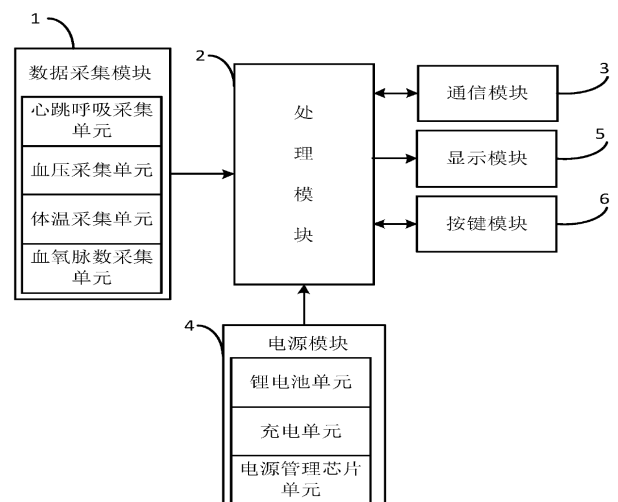 1
数据采集模块
心跳呼吸采集
单元
血压采集单元
体温采集单元
血氧脉数采集
单元
2
处
理
模
块
3
通信模块
5
显示模块
6
按键模块
4
电源模块
锂电池单元
充电单元
电源管理芯片
单元